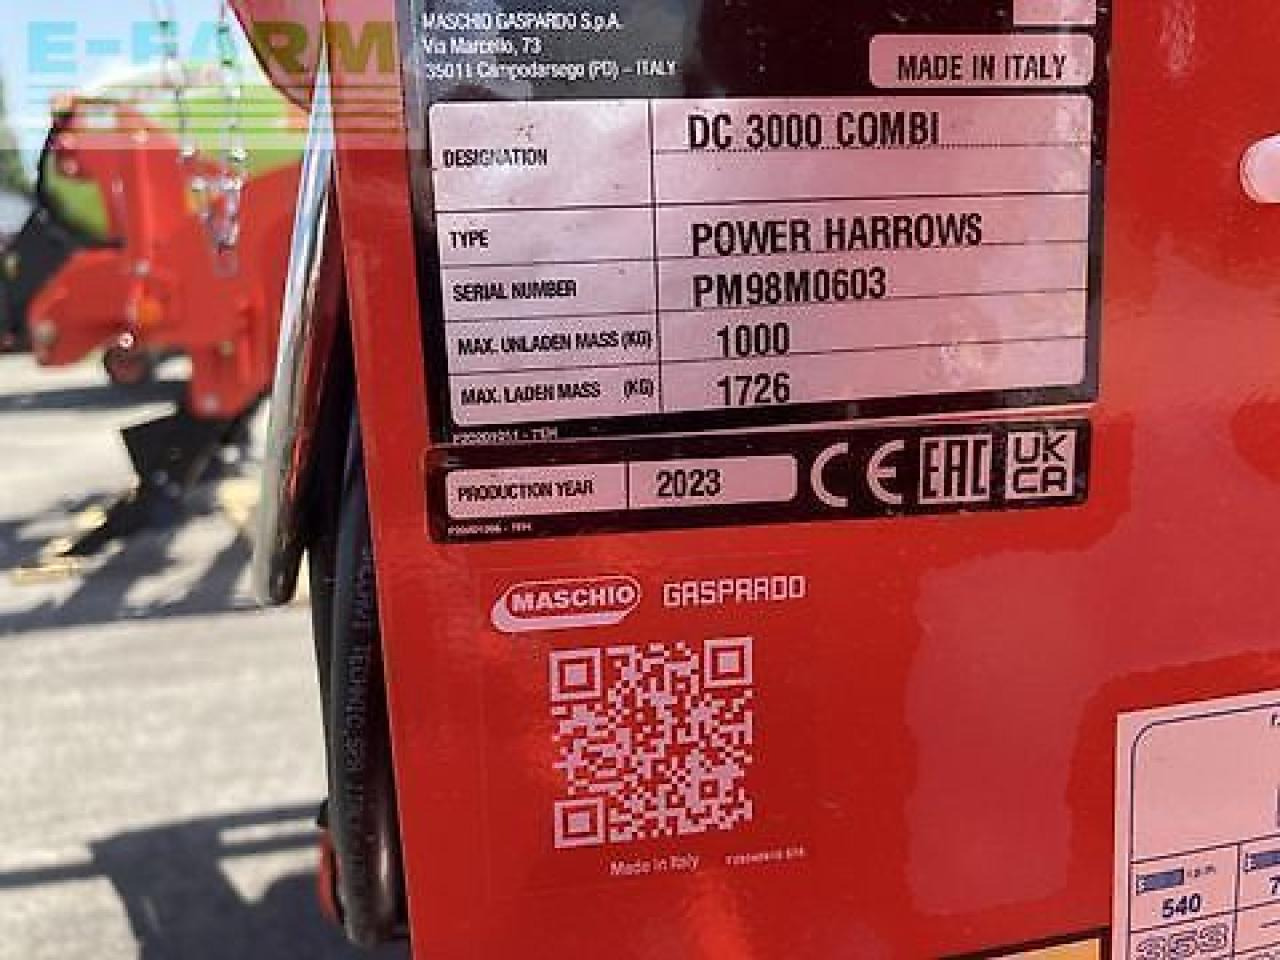 E-FARM
MASCHIO GASPARDO S.p.A.
Via Marcello, 73
35011 Campodarsego (PD) – ITALY
MADE IN ITALY
DESIGNATION DC 3000 COMBI
TYPE POWER HARROWS
SERIAL NUMBER PM98M0603
MAX. UNLADEN MASS (KG) 1000
MAX. LADEN MASS (KG) 1726
PRODUCTION YEAR 2023
CE EAC UK CA
MASCHIO GASPARDO
Made in Italy
r.p.m.
540
353